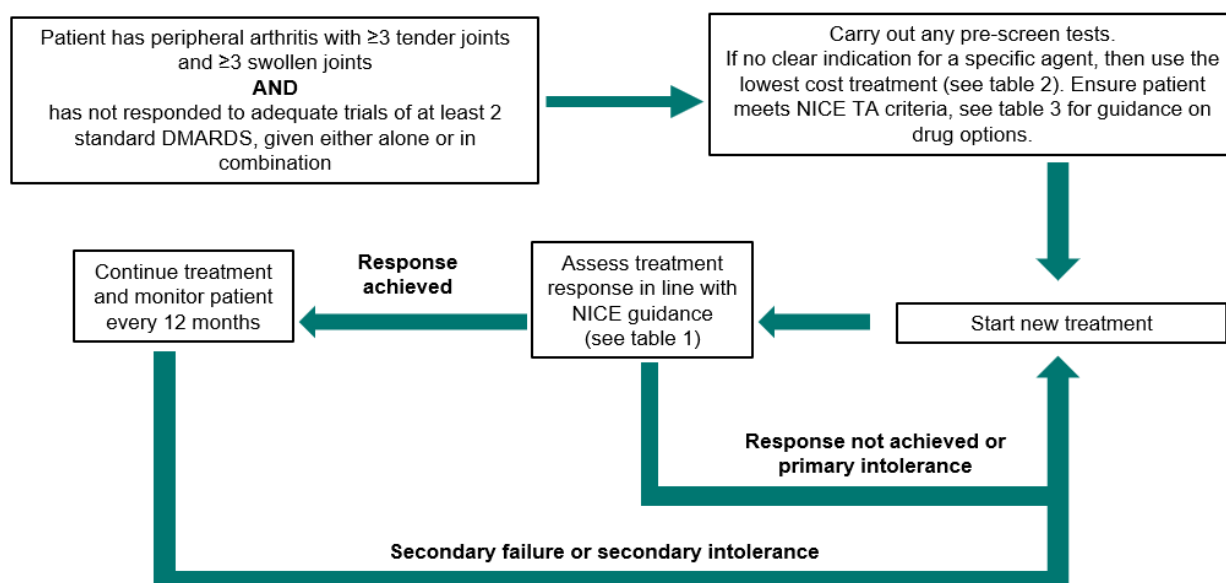 Patient has peripheral arthritis with ≥3 tender joints
and ≥3 swollen joints
AND
has not responded to adequate trials of at least 2
standard DMARDS, given either alone or in
combination
Carry out any pre-screen tests.
If no clear indication for a specific agent, then use the
lowest cost treatment (see table 2). Ensure patient
meets NICE TA criteria, see table 3 for guidance on
drug options.
Continue treatment
and monitor patient
every 12 months
Response
achieved
Assess treatment
response in line with
NICE guidance
(see table 1)
Start new treatment
Response not achieved or
primary intolerance
Secondary failure or secondary intolerance